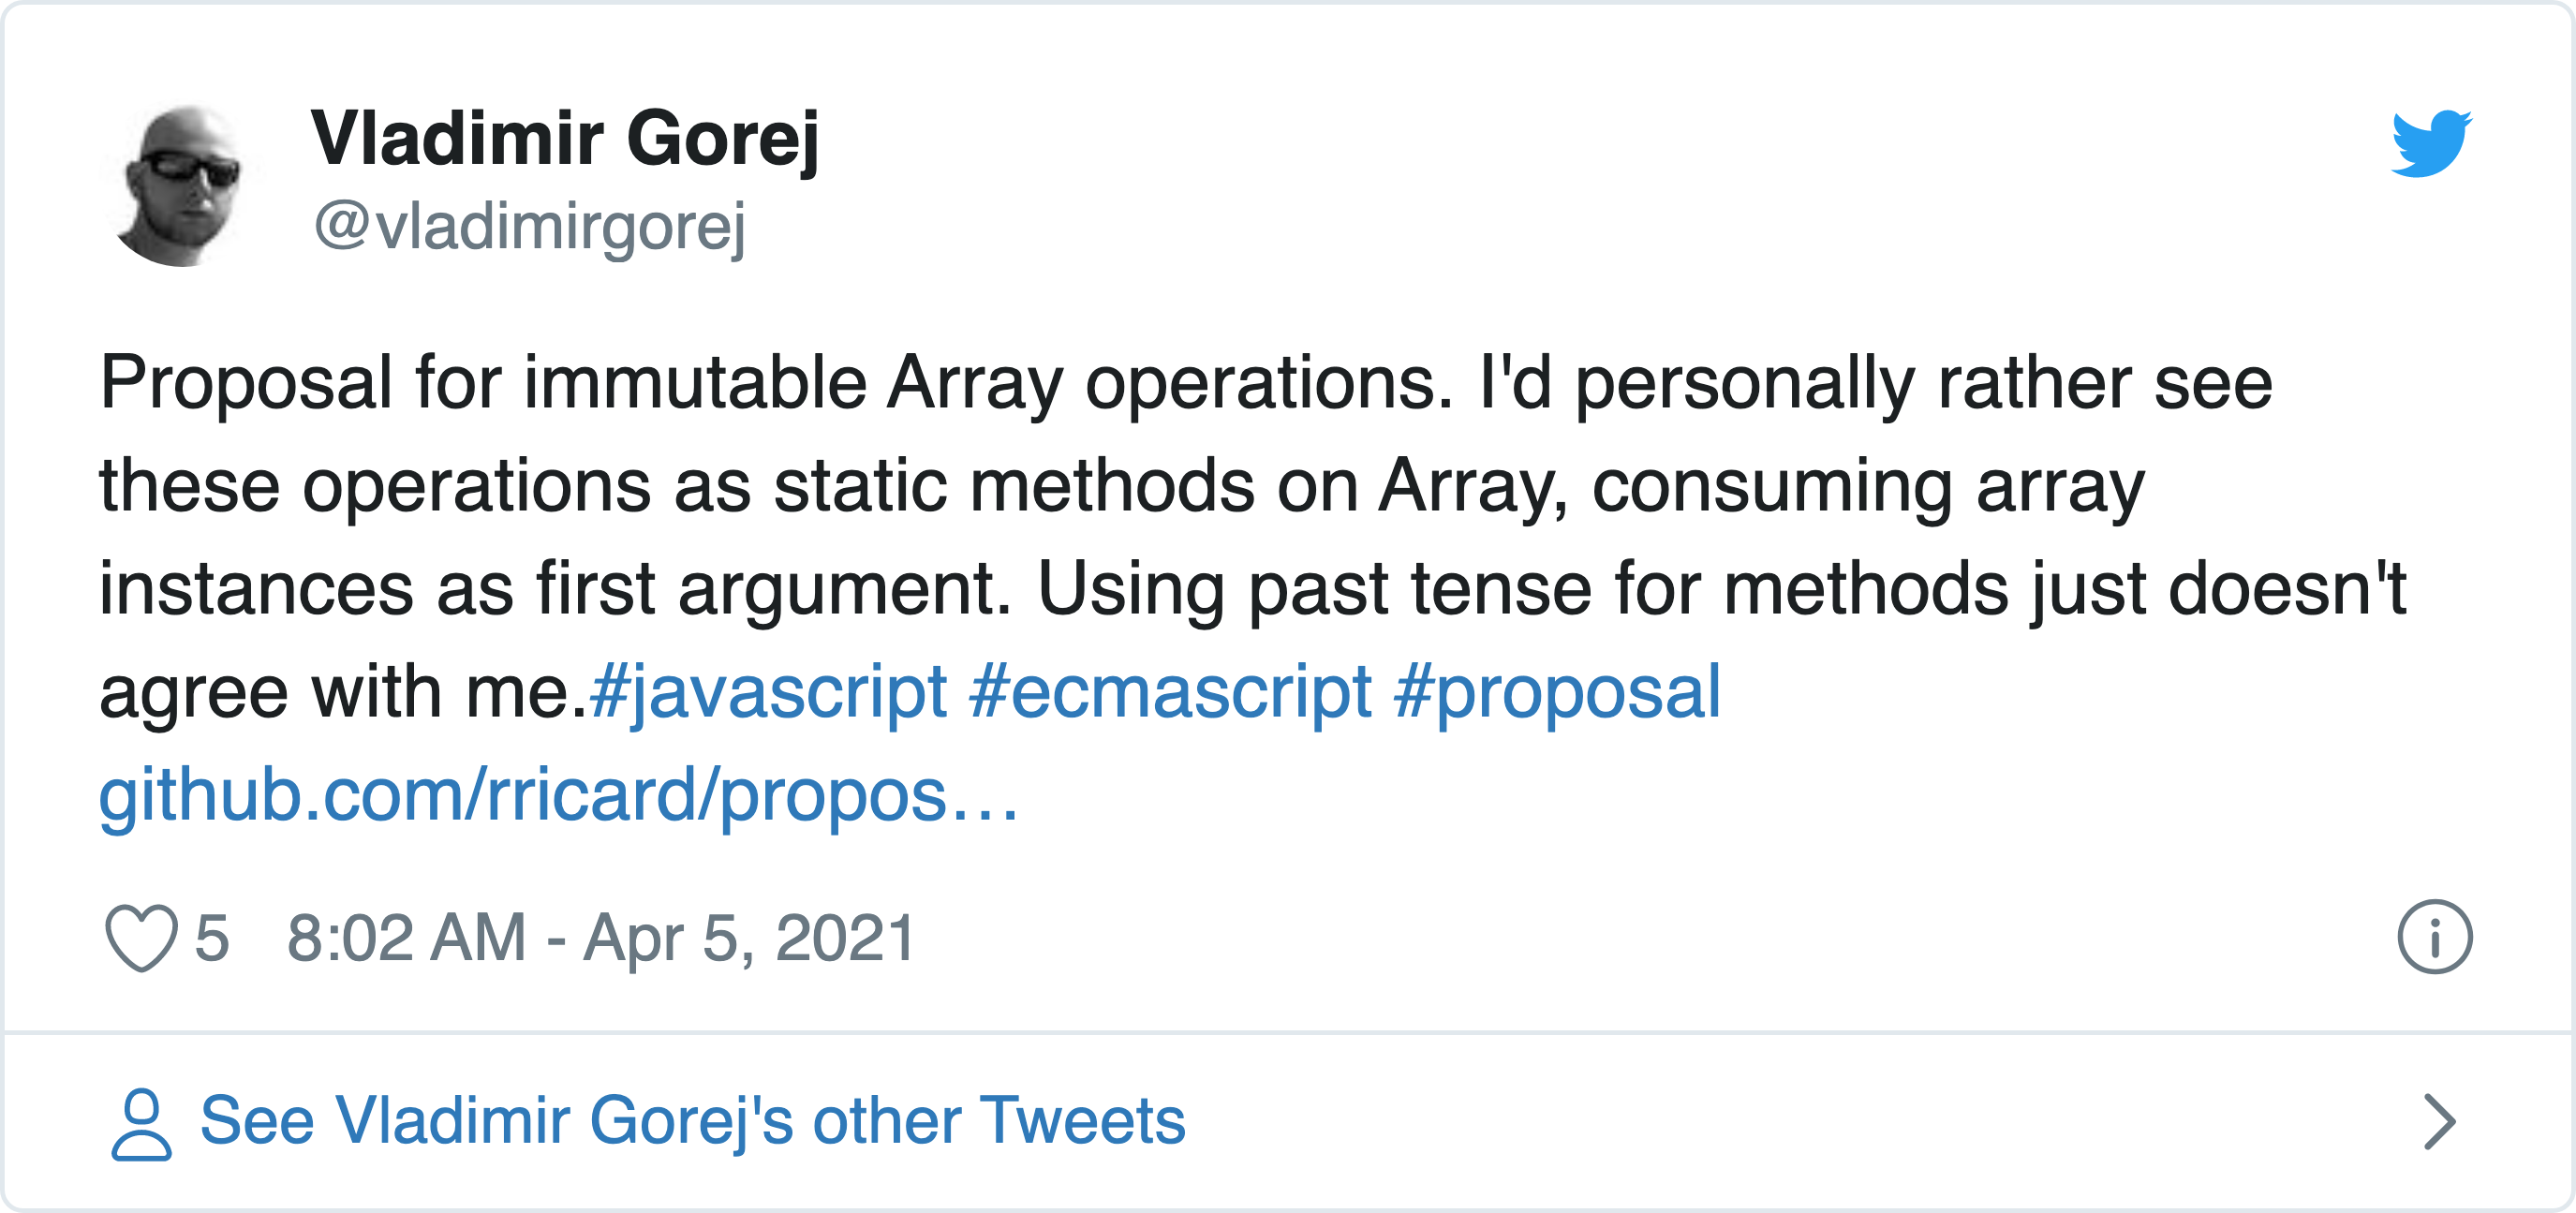 Vladimir Gorej
@vladimirgorej
Proposal for immutable Array operations. I'd personally rather see
these operations as static methods on Array, consuming array
instances as first argument. Using past tense for methods just doesn't
agree with me.#javascript #ecmascript #proposal
github.com/rricard/propos…
5 8:02 AM - Apr 5, 2021
See Vladimir Gorej's other Tweets